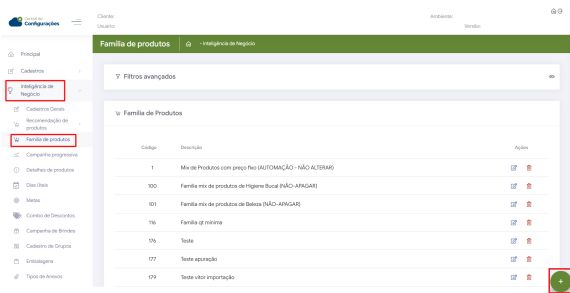 Central de
Configurações
Cliente:
Usuário:
Ambiente:
Versão:
Família de produtos
- Inteligência de Negócio
Principal
Cadastros
Inteligência de
Negócio
Cadastros Gerais
Recomendação de
produtos
Família de produtos
Campanha progressiva
Detalhes de produtos
Dias Úteis
Metas
Combo de Descontos
Campanha de Brindes
Cadastro de Grupos
Embalagens
Tipos de Anexos
Filtros avançados
Família de Produtos
Código Descrição Ações
1 Mix de Produtos com preço fixo (AUTOMAÇÃO - NÃO ALTERAR)
100 Família mix de produtos de Higiene Bucal (NÃO-APAGAR)
101 Família mix de produtos de Beleza (NÃO-APAGAR)
116 Família qt minima
176 Teste
177 Teste apuração
179 Teste vitor importação